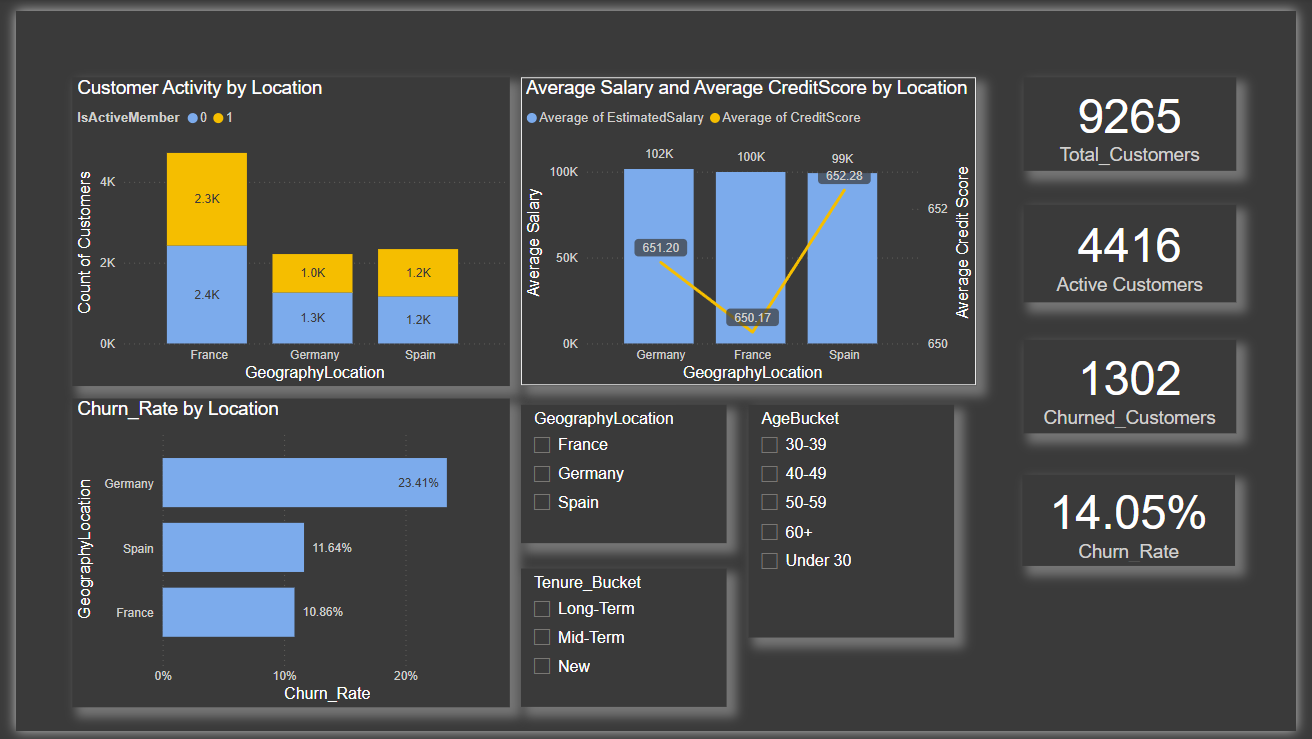 Customer Activity by Location
IsActiveMember 0 1
Count of Customers
4K
2K
0K
2.3K
2.4K
1.0K
1.3K
1.2K
1.2K
France Germany Spain
GeographyLocation
Average Salary and Average CreditScore by Location
Average of EstimatedSalary Average of CreditScore
Average Salary
100K
50K
0K
102K 100K 99K
651.20
650.17
652.28
652
650
Average Credit Score
Germany France Spain
GeographyLocation
9265
Total_Customers
4416
Active Customers
1302
Churned_Customers
14.05%
Churn_Rate
Churn_Rate by Location
GeographyLocation
Germany 23.41%
Spain 11.64%
France 10.86%
0% 10% 20%
Churn_Rate
GeographyLocation
France
Germany
Spain
Tenure_Bucket
Long-Term
Mid-Term
New
AgeBucket
30-39
40-49
50-59
60+
Under 30